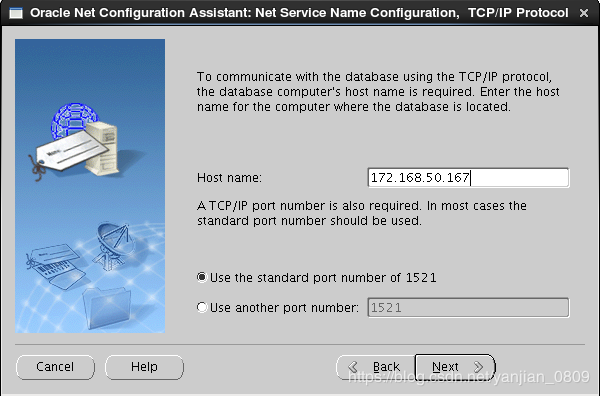 Oracle Net Configuration Assistant: Net Service Name Configuration, TCP/IP Protocol
To communicate with the database using the TCP/IP protocol,
the database computer's host name is required. Enter the host
name for the computer where the database is located.
Host name: 172.168.50.167
A TCP/IP port number is also required. In most cases the
standard port number should be used.
Use the standard port number of 1521
Use another port number: 1521
Cancel Help Back Next
https://blog.csdn.net/yanjian_0809